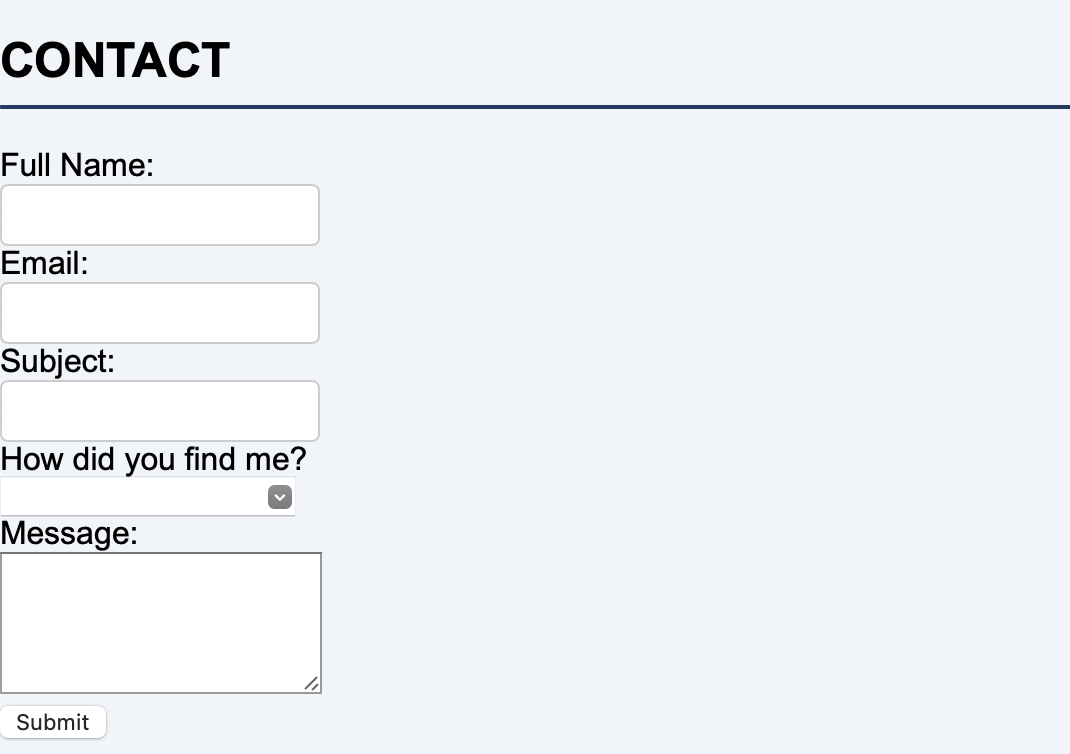 CONTACT
Full Name:
Email:
Subject:
How did you find me?
Message:
Submit